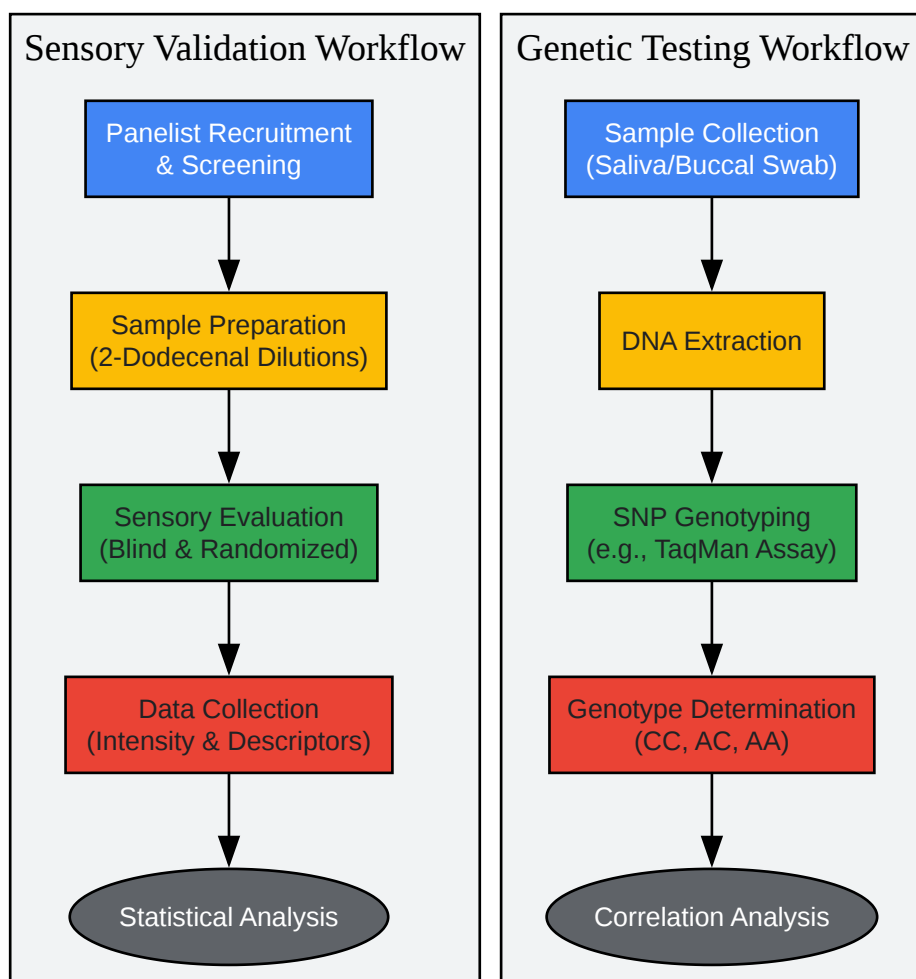 Sensory Validation Workflow
Panelist Recruitment
& Screening
Sample Preparation
(2-Dodecenal Dilutions)
Sensory Evaluation
(Blind & Randomized)
Data Collection
(Intensity & Descriptors)
Statistical Analysis
Genetic Testing Workflow
Sample Collection
(Saliva/Buccal Swab)
DNA Extraction
SNP Genotyping
(e.g., TaqMan Assay)
Genotype Determination
(CC, AC, AA)
Correlation Analysis